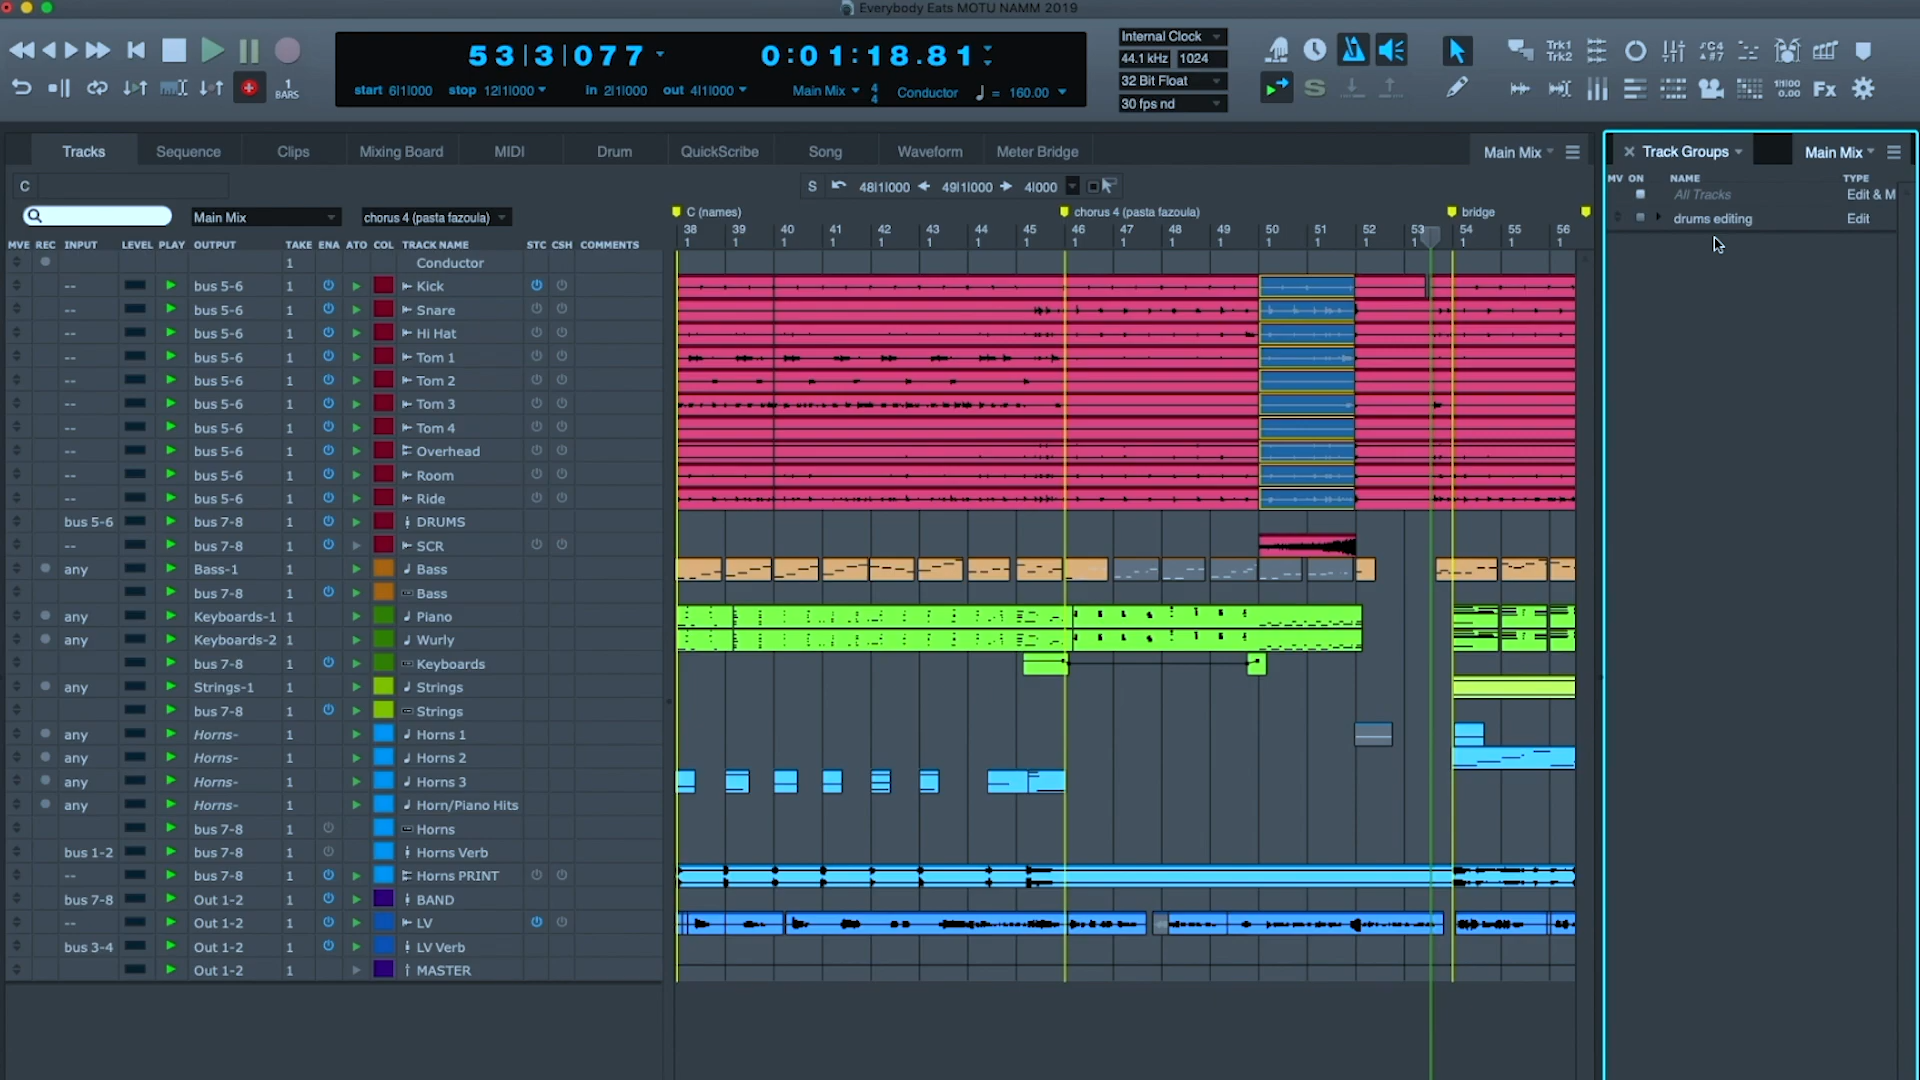 Everybody Eats MOTU NAMM 2019
53|3|077 0:01:18.81
start 6|1|000 stop 12|1|000 in 2|1|000 out 4|1|000 Main Mix 4 4 Conductor = 160.00
1 BARS
Internal Clock
44.1 kHz 1024
32 Bit Float
30 fps nd
S
Trk1 Trk2
C4 #7
1|1|00 0:00
Fx
Tracks Sequence Clips Mixing Board MIDI Drum QuickScribe Song Waveform Meter Bridge Main Mix
C
S 48|1|000 49|1|000 4|000
Main Mix chorus 4 (pasta fazoula)
C (names) chorus 4 (pasta fazoula) bridge
38 39 40 41 42 43 44 45 46 47 48 49 50 51 52 53 54 55 56
1 1 1 1 1 1 1 1 1 1 1 1 1 1 1 1 1 1 1
MVE REC INPUT LEVEL PLAY OUTPUT TAKE ENA ATO COL TRACK NAME STC CSH COMMENTS
1 Conductor
-- bus 5-6 1 Kick
-- bus 5-6 1 Snare
-- bus 5-6 1 Hi Hat
-- bus 5-6 1 Tom 1
-- bus 5-6 1 Tom 2
-- bus 5-6 1 Tom 3
-- bus 5-6 1 Tom 4
-- bus 5-6 1 Overhead
-- bus 5-6 1 Room
-- bus 5-6 1 Ride
bus 5-6 bus 7-8 1 DRUMS
-- bus 7-8 1 SCR
any Bass-1 1 Bass
bus 7-8 1 Bass
any Keyboards-1 1 Piano
any Keyboards-2 1 Wurly
bus 7-8 1 Keyboards
any Strings-1 1 Strings
bus 7-8 1 Strings
any Horns- 1 Horns 1
any Horns- 1 Horns 2
any Horns- 1 Horns 3
any Horns- 1 Horn/Piano Hits
bus 7-8 1 Horns
bus 1-2 bus 7-8 1 Horns Verb
-- bus 7-8 1 Horns PRINT
bus 7-8 Out 1-2 1 BAND
-- Out 1-2 1 LV
bus 3-4 Out 1-2 1 LV Verb
Out 1-2 1 MASTER
Track Groups Main Mix
MV ON NAME TYPE
All Tracks Edit & M
drums editing Edit